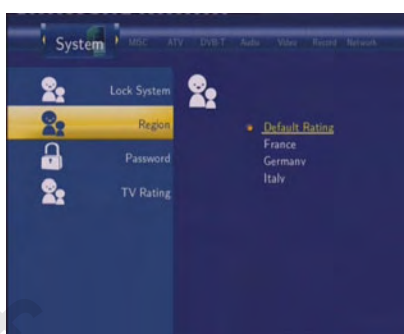 System MISC ATV DVB-T Audio Video Record Network
Lock System
Region
Password
TV Rating
Default Rating
France
Germany
Italy